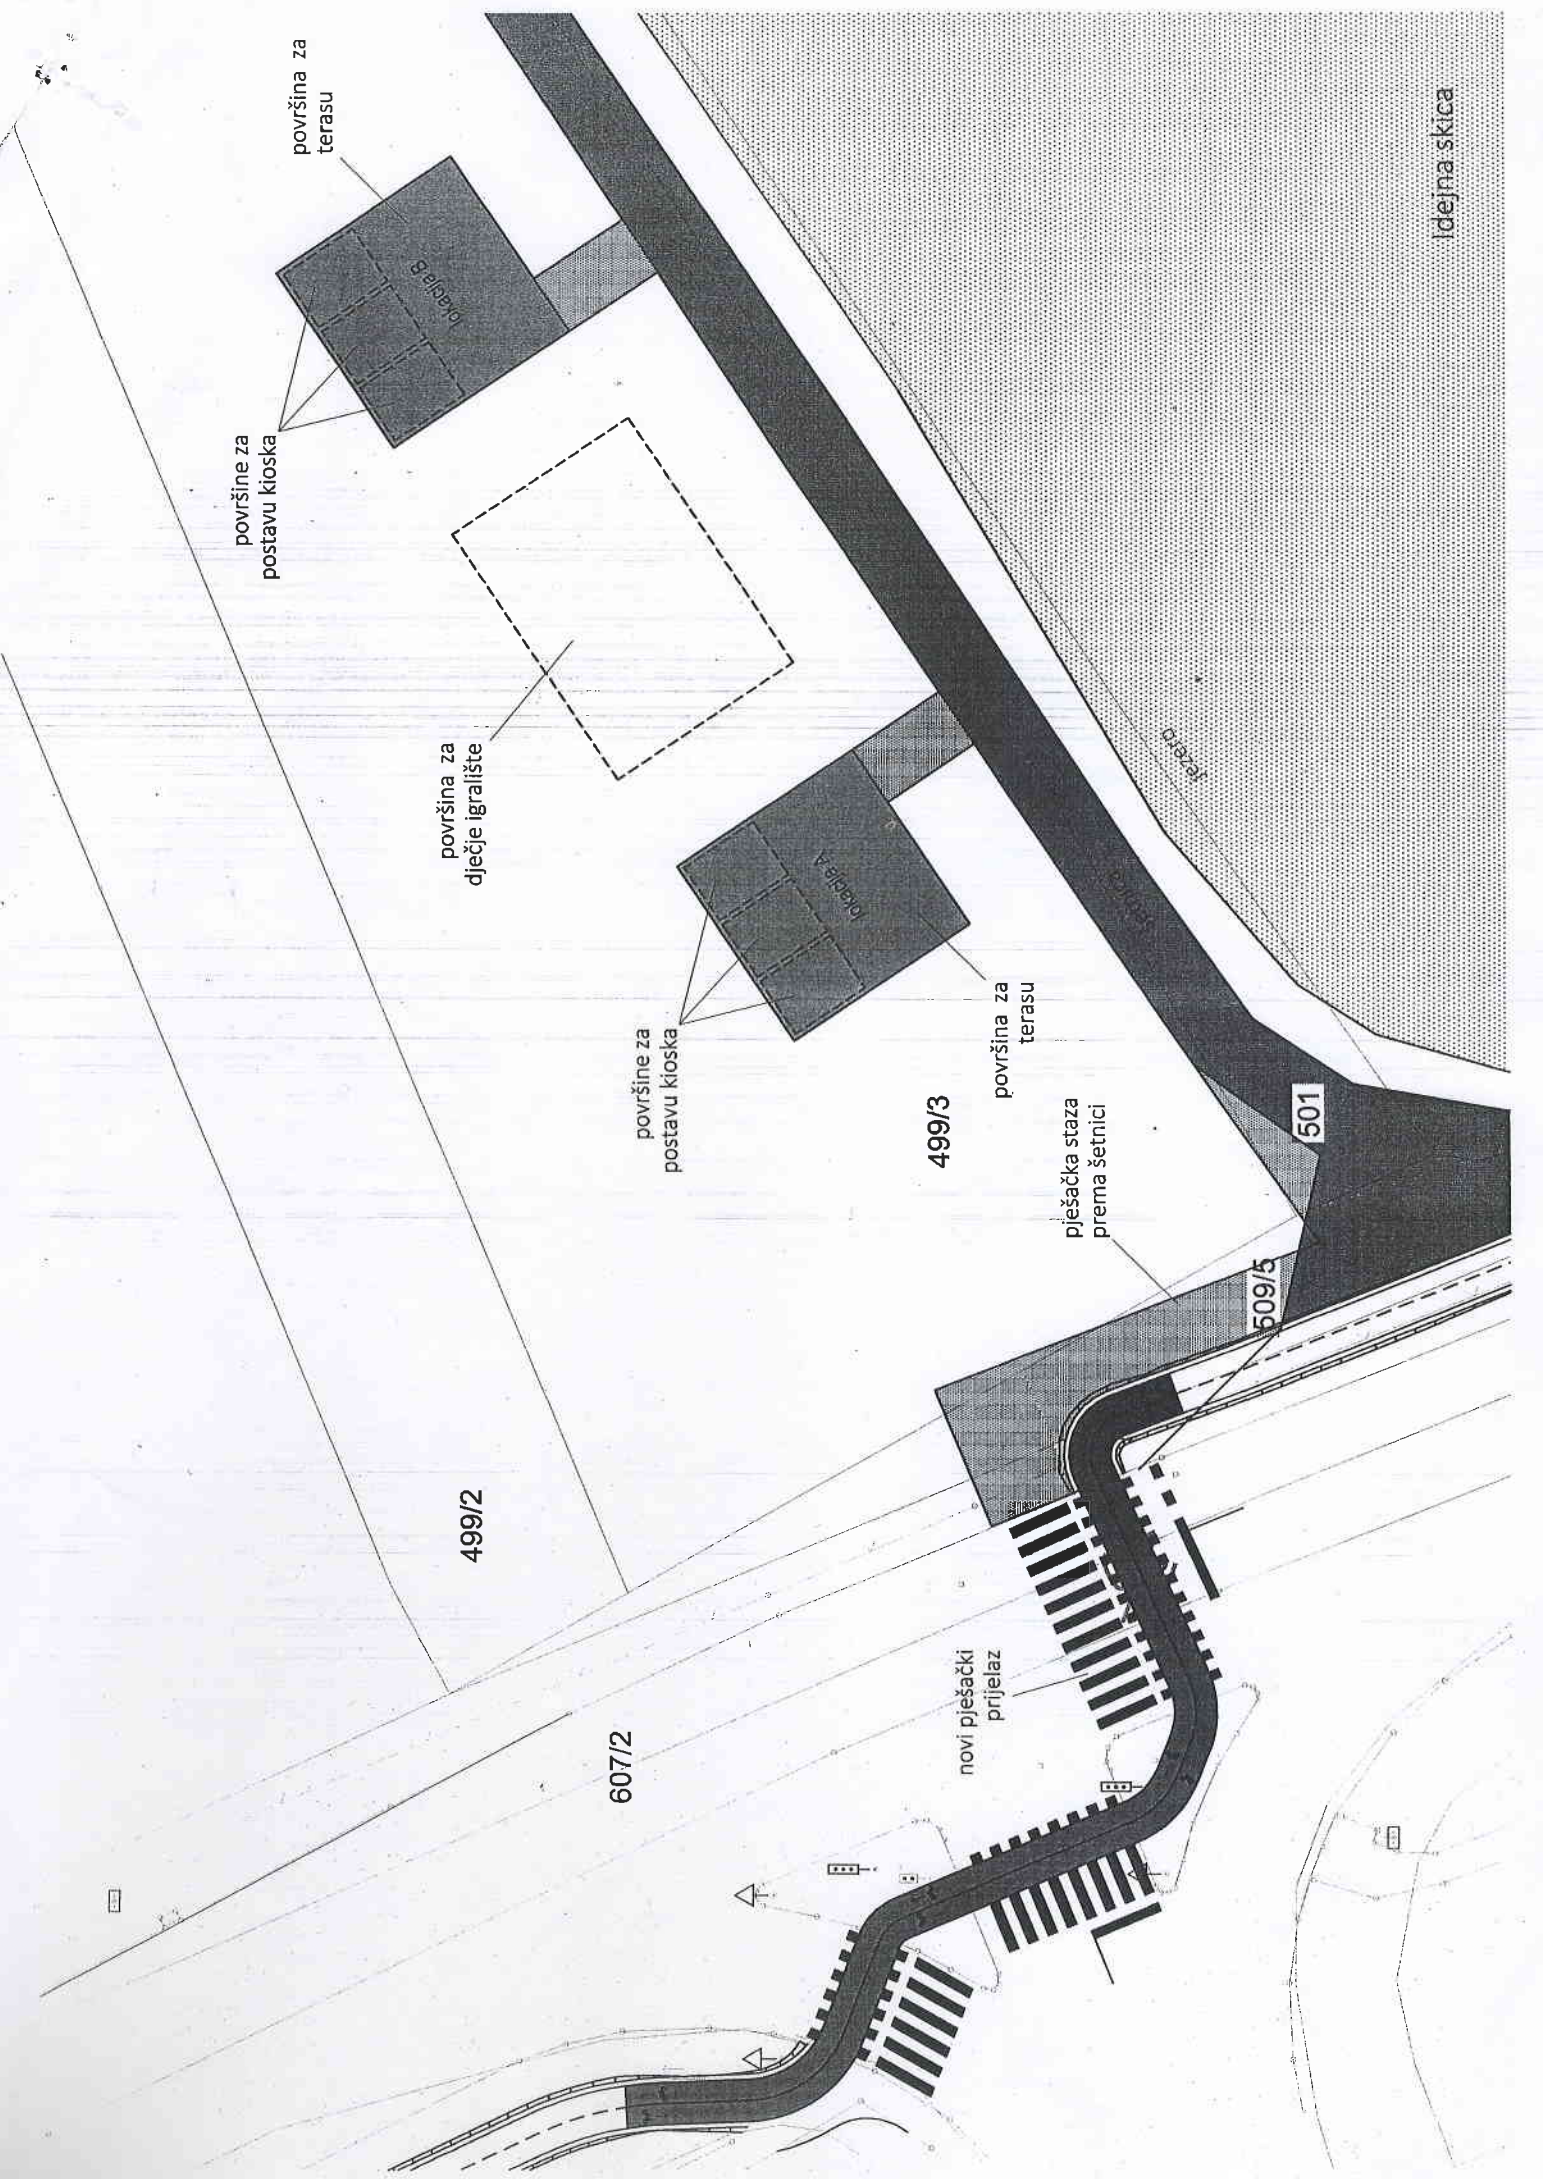 površina za
terasu
površine za
postavu kioska
lokacija B
površina za
dječje igralište
površine za
postavu kioska
lokacija A
površina za
terasu
499/3
pješačka staza
prema šetnici
šetnica
jezero
501
509/5
499/2
607/2
novi pješački
prijelaz
Idejna skica